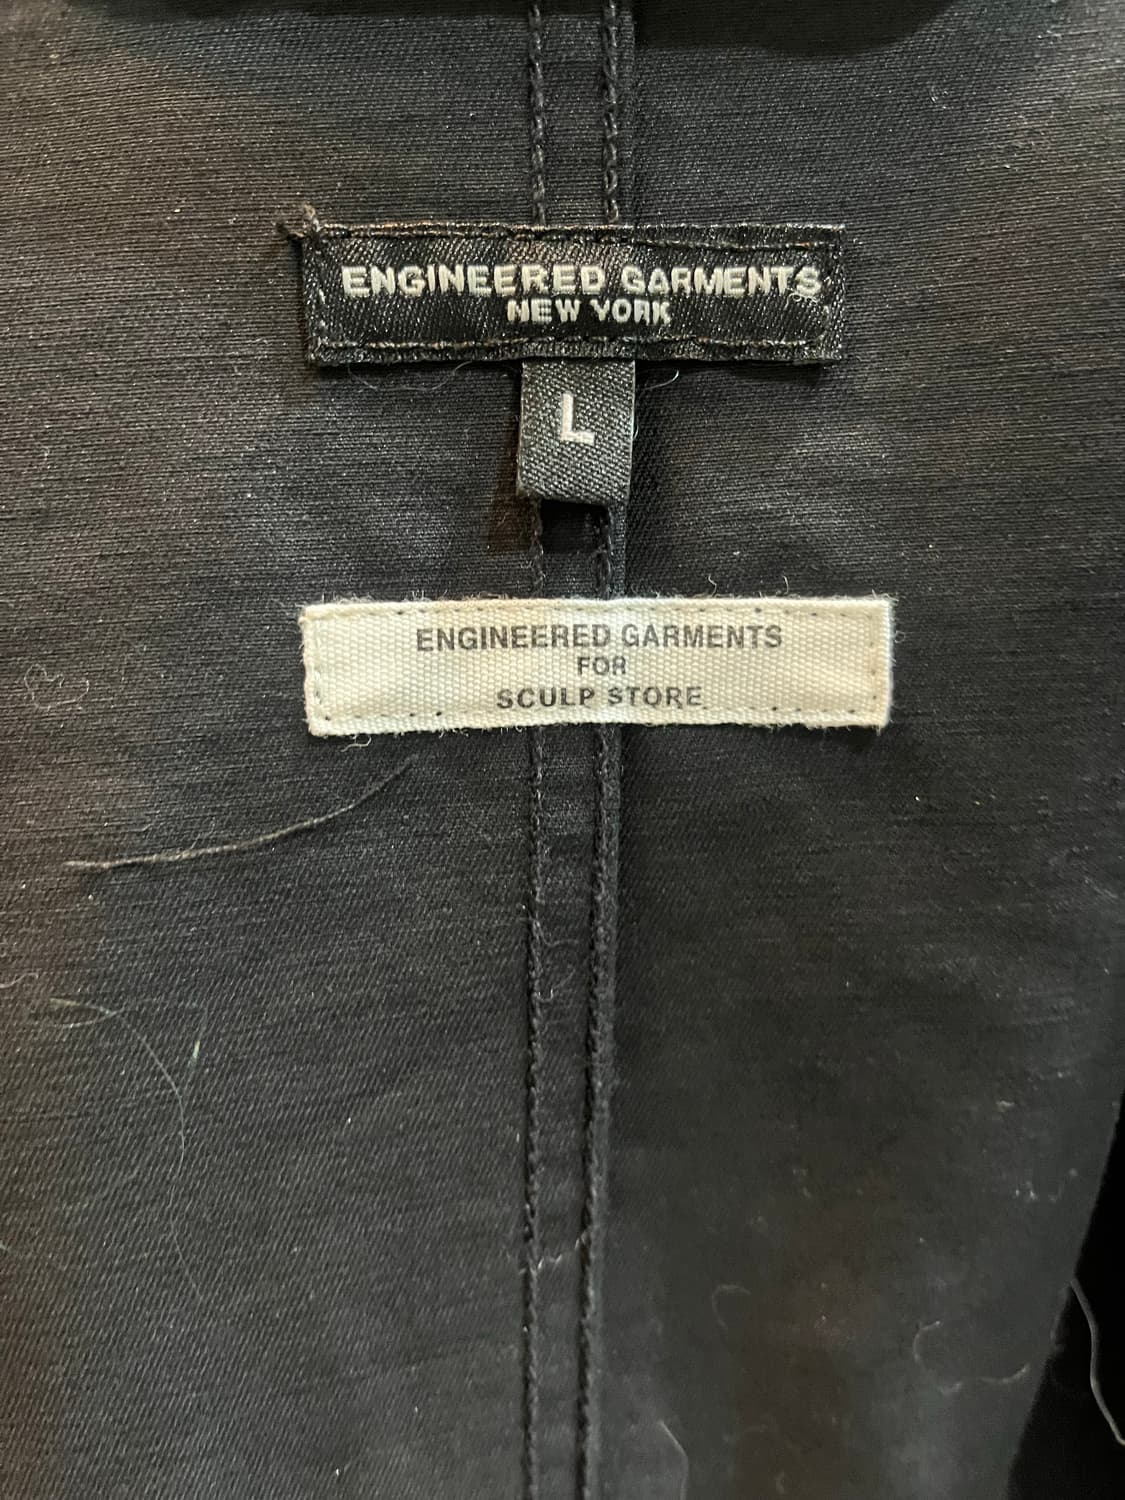 ENGINEERED GARMENTS
NEW YORK
L
ENGINEERED GARMENTS
FOR
SCULP STORE